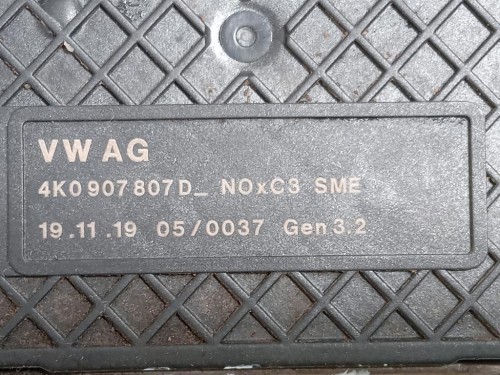 VW AG
4K0 907 807 D_ NOxC3 SME
19.11.19 05/0037 Gen3.2